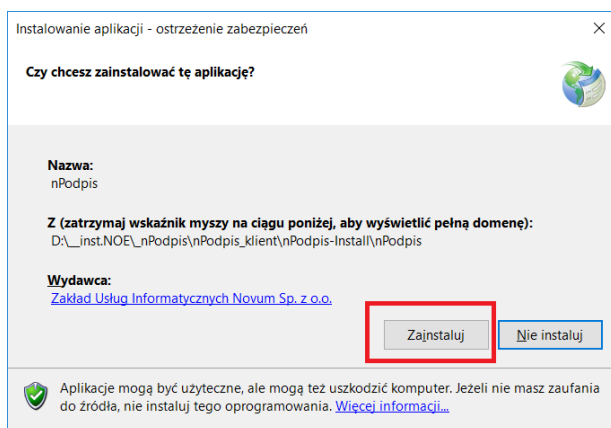 Instalowanie aplikacji - ostrzeżenie zabezpieczeń
Czy chcesz zainstalować tę aplikację?
Nazwa:
nPodpis
Z (zatrzymaj wskaźnik myszy na ciągu poniżej, aby wyświetlić pełną domenę):
D:\__inst.NOE\_nPodpis\nPodpis_klient\nPodpis-Install\nPodpis
Wydawca:
Zakład Usług Informatycznych Novum Sp. z o.o.
Zainstaluj
Nie instaluj
Aplikacje mogą być użyteczne, ale mogą też uszkodzić komputer. Jeżeli nie masz zaufania
do źródła, nie instaluj tego oprogramowania. Więcej informacji...